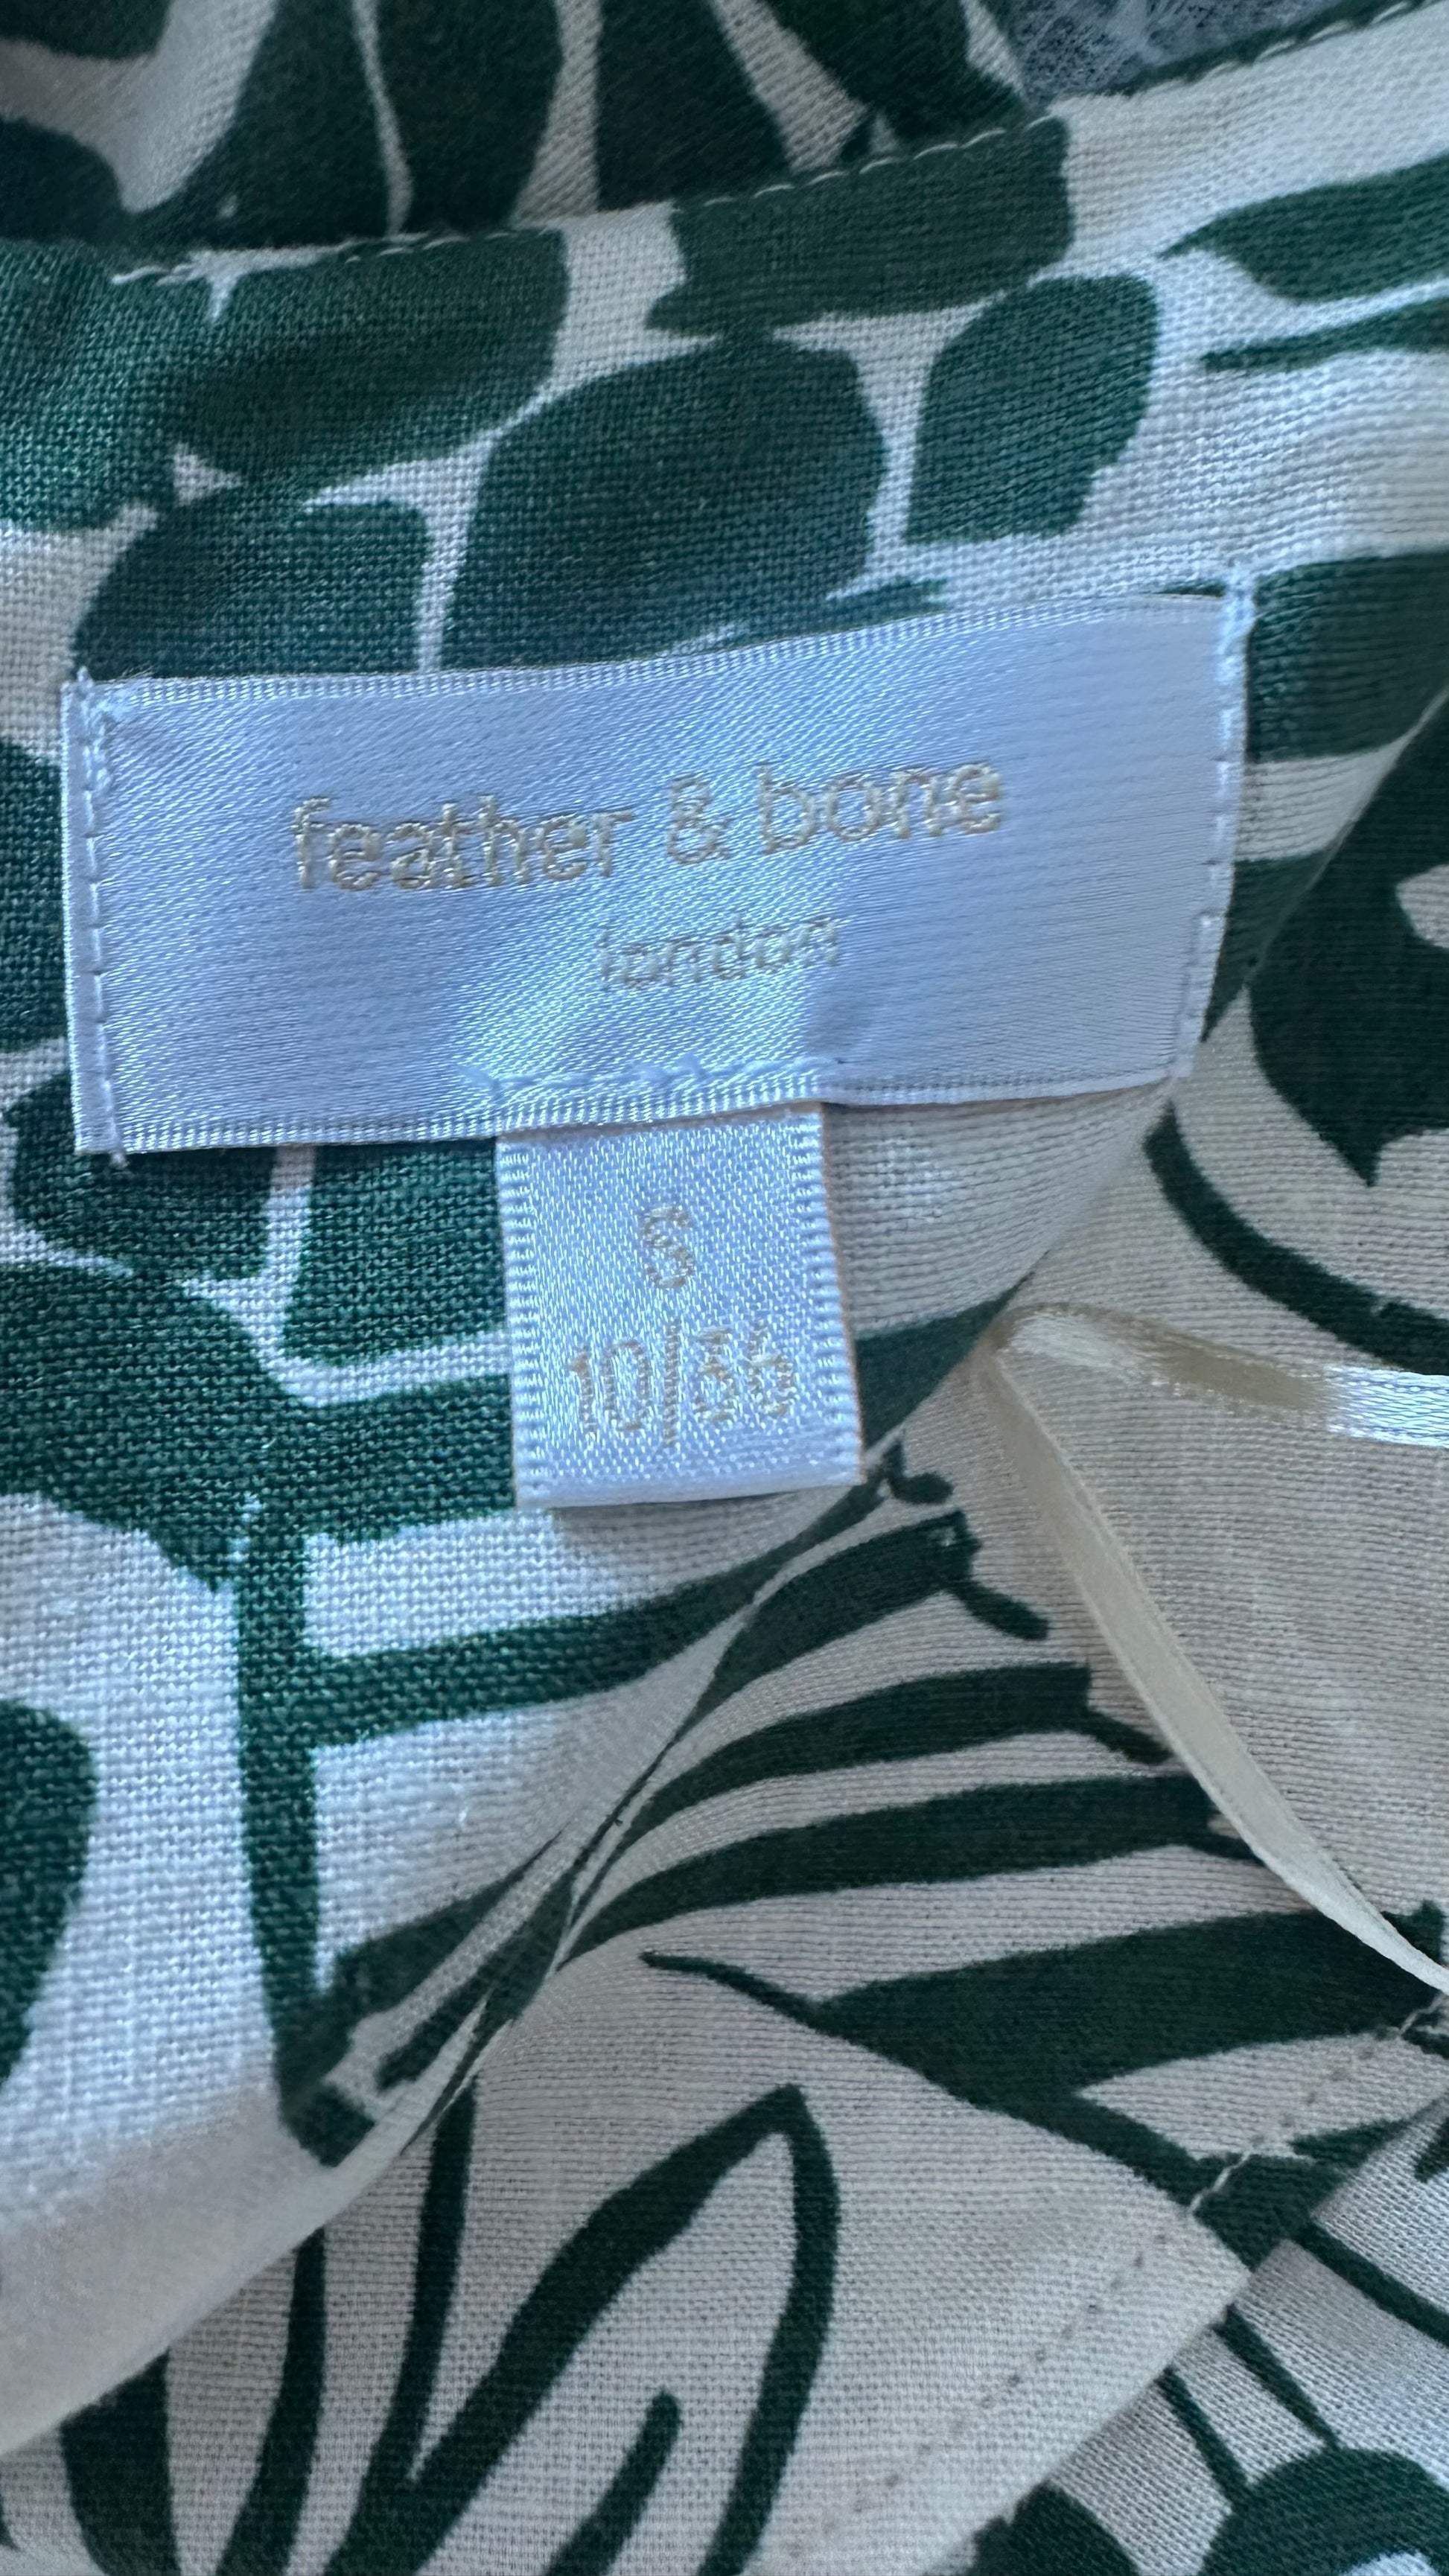 feather & bone
london
S
10/36